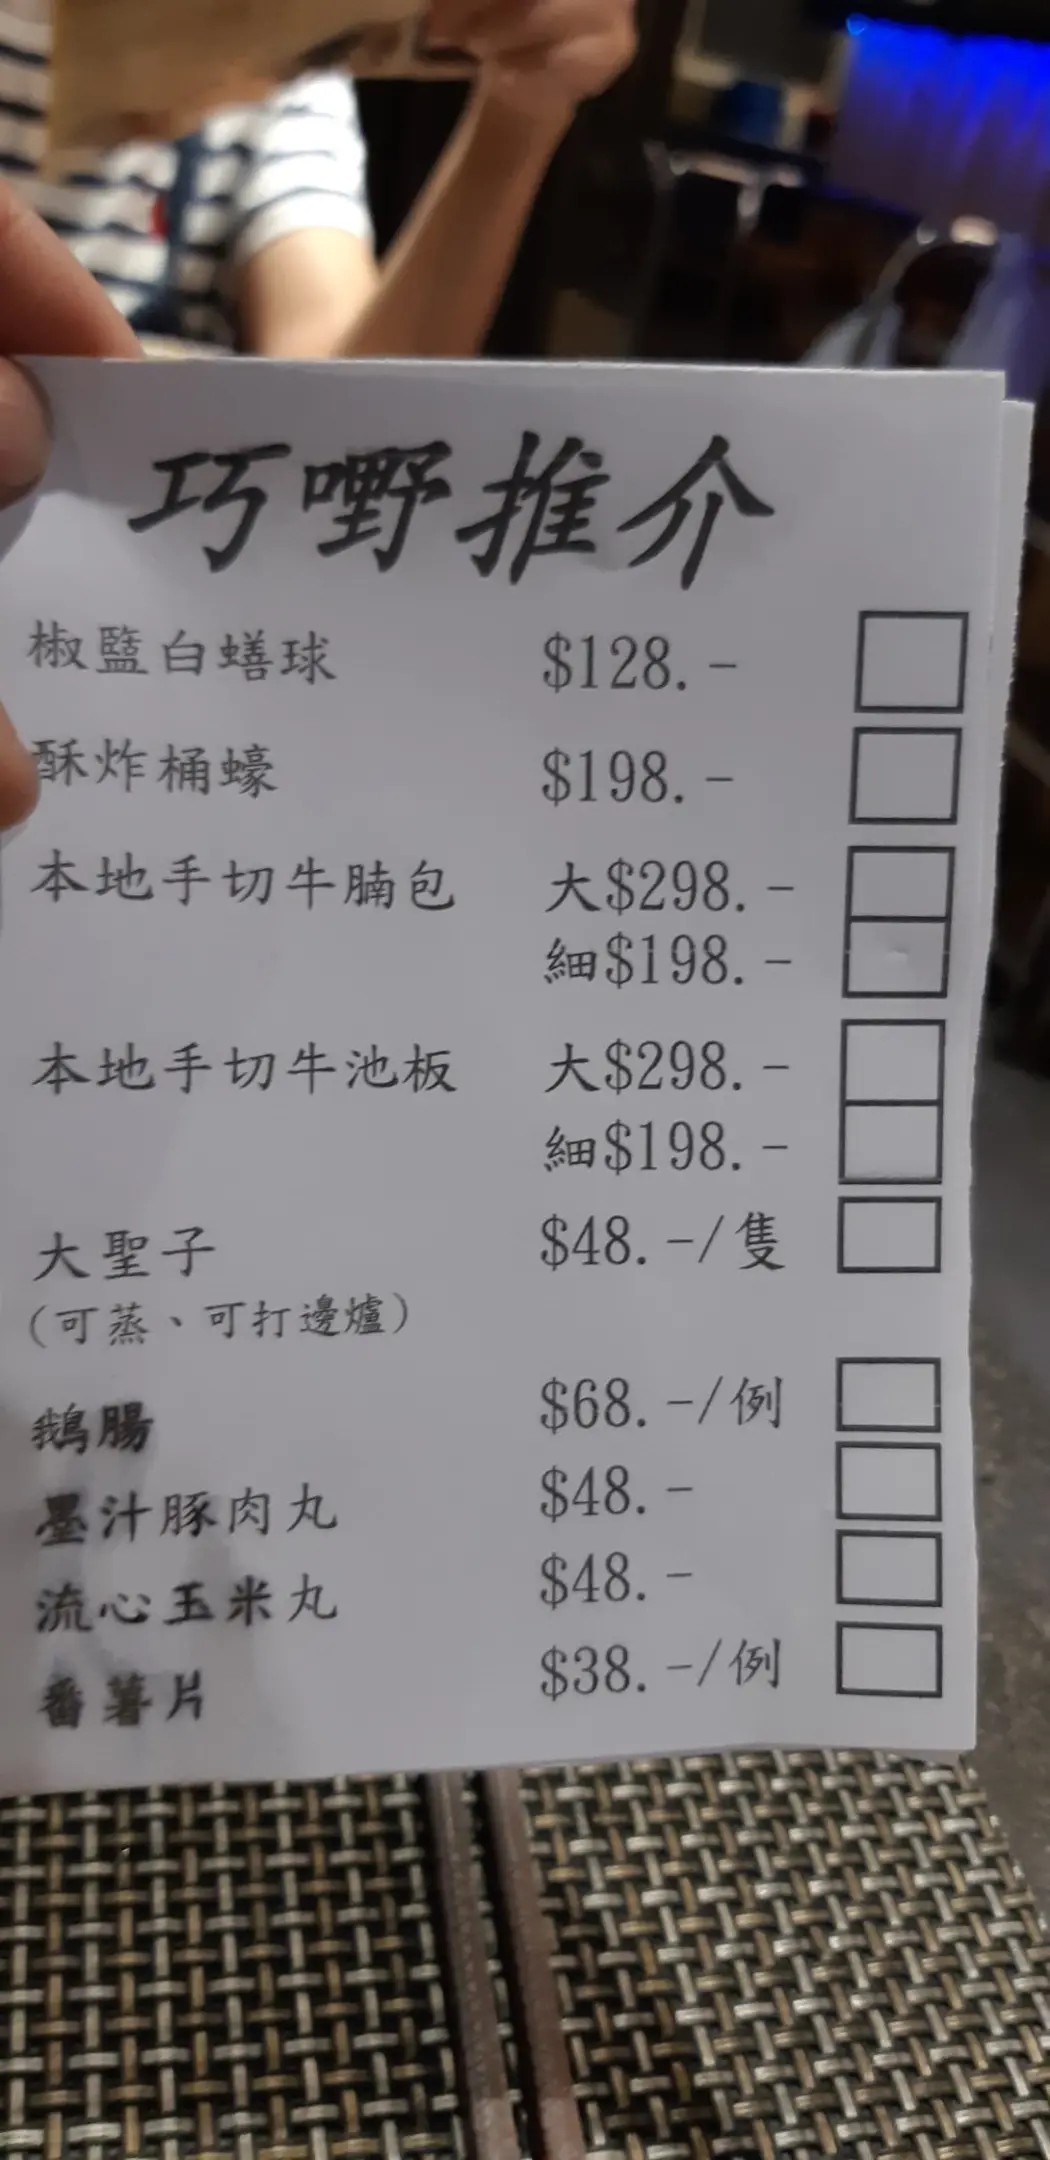 巧嘢推介
椒鹽白鱔球 $128.-
酥炸桶蠔 $198.-
本地手切牛腩包 大$298.-
細$198.-
本地手切牛池板 大$298.-
細$198.-
大聖子 $48.-/隻
(可蒸、可打邊爐)
鵝腸 $68.-/例
墨汁豚肉丸 $48.-
流心玉米丸 $48.-
番薯片 $38.-/例